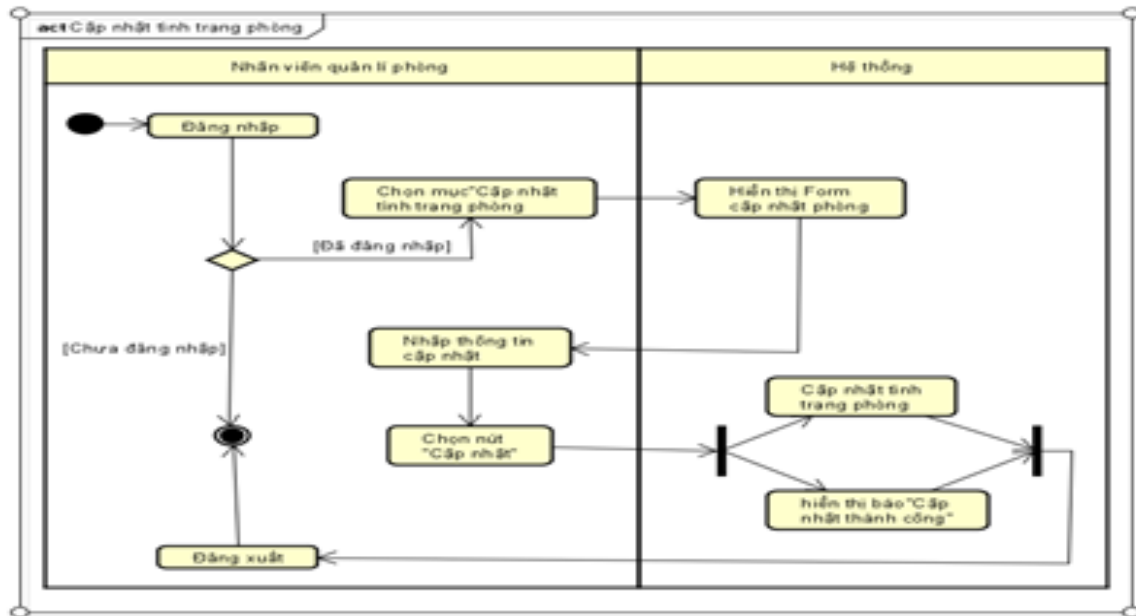 act Cập nhật tình trạng phòng
Nhân viên quản lí phòng
Hệ thống
Đăng nhập
Chọn mục"Cập nhật
tình trạng phòng
Hiển thị Form
cập nhật phòng
[Đã đăng nhập]
[Chưa đăng nhập]
Nhập thông tin
cập nhật
Cập nhật tình
trạng phòng
Chọn nút
"Cập nhật"
hiển thị báo"Cập
nhật thành công"
Đăng xuất